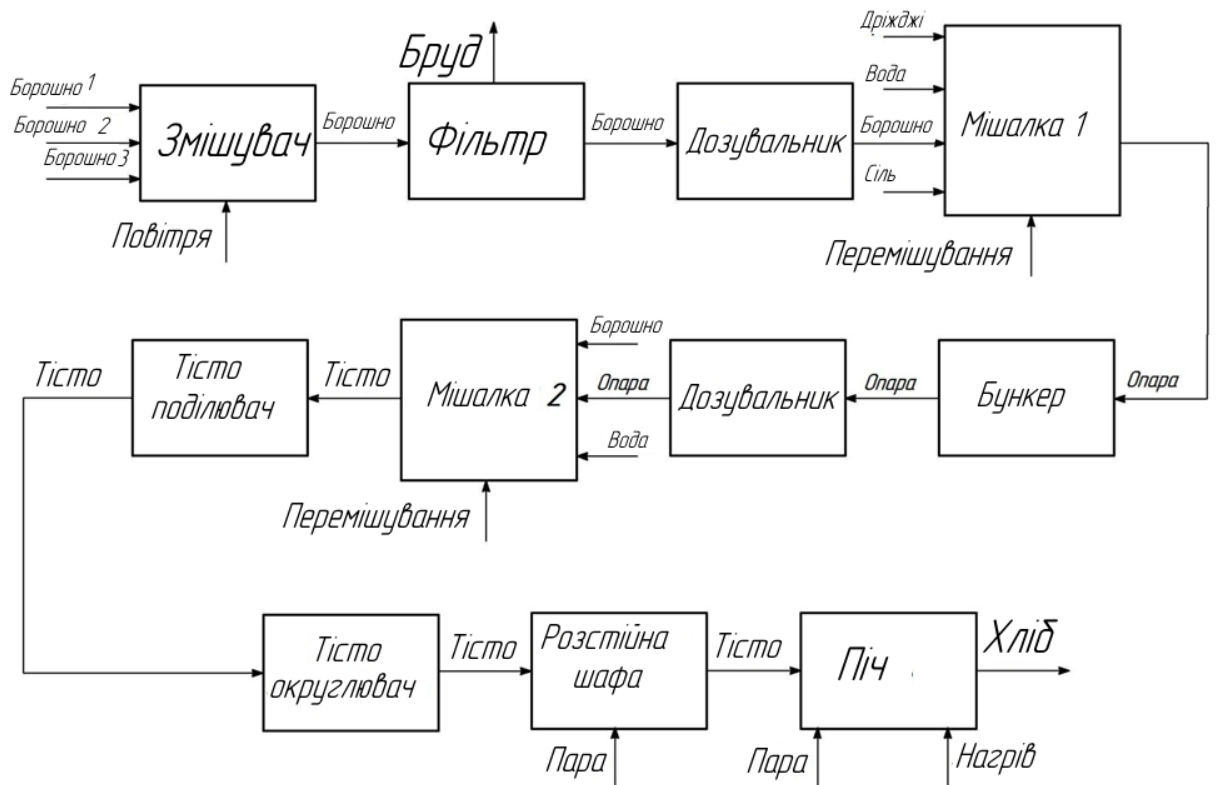 Бруд
Дріжджі
Борошно 1
Борошно 2
Борошно 3
Змішувач
Борошно
Фільтр
Борошно
Дозувальник
Вода
Борошно
Сіль
Мішалка 1
Повітря
Перемішування
Тісто
Тісто
поділювач
Тісто
Мішалка 2
Борошно
Опара
Вода
Дозувальник
Опара
Бункер
Опара
Перемішування
Тісто
округлювач
Тісто
Розстійна
шафа
Тісто
Піч
Хліб
Пара
Пара
Нагрів